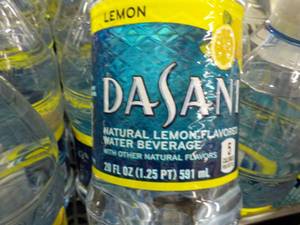 LEMON
DASANI
NATURAL LEMON FLAVORED
WATER BEVERAGE
WITH OTHER NATURAL FLAVORS
20 FL OZ (1.25 PT) 591 mL
5